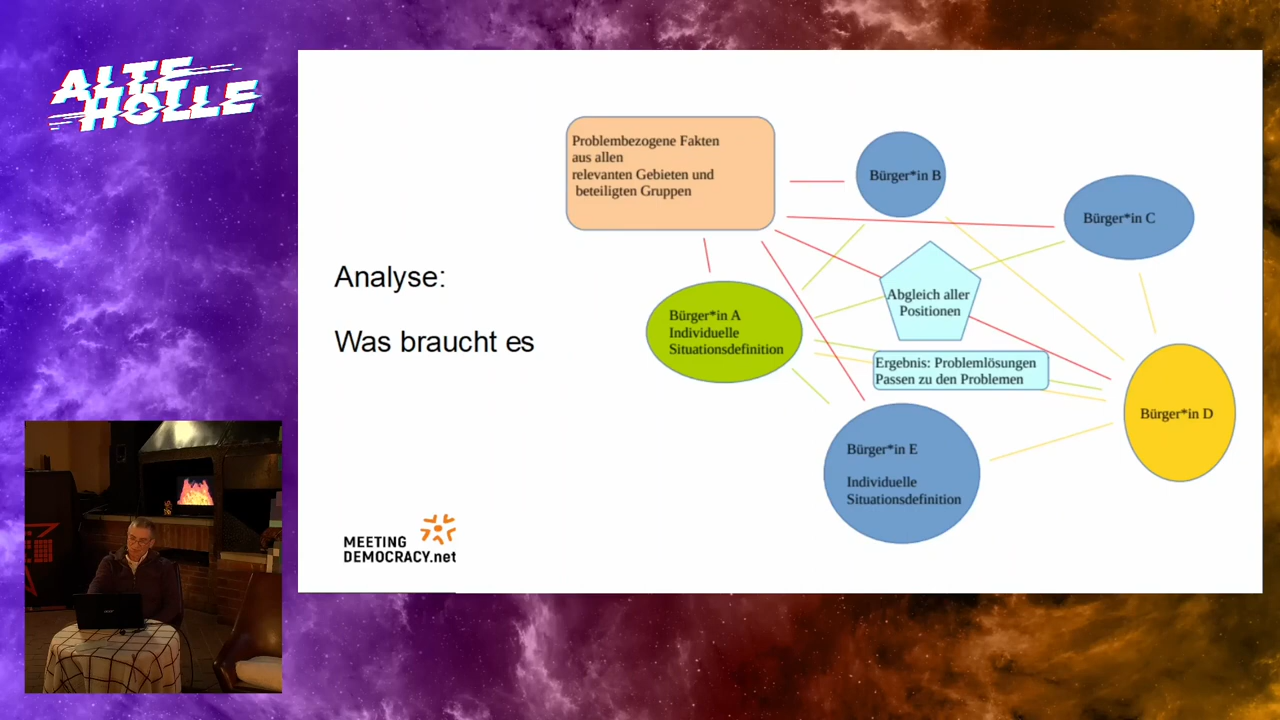 ALTE
HÖLLE
Analyse:
Was braucht es
Problembezogene Fakten
aus allen
relevanten Gebieten und
beteiligten Gruppen
Bürger*in B
Bürger*in C
Abgleich aller
Positionen
Bürger*in A
Individuelle
Situationsdefinition
Ergebnis: Problemlösungen
Passen zu den Problemen
Bürger*in D
Bürger*in E
Individuelle
Situationsdefinition
MEETING
DEMOCRACY.net
acer